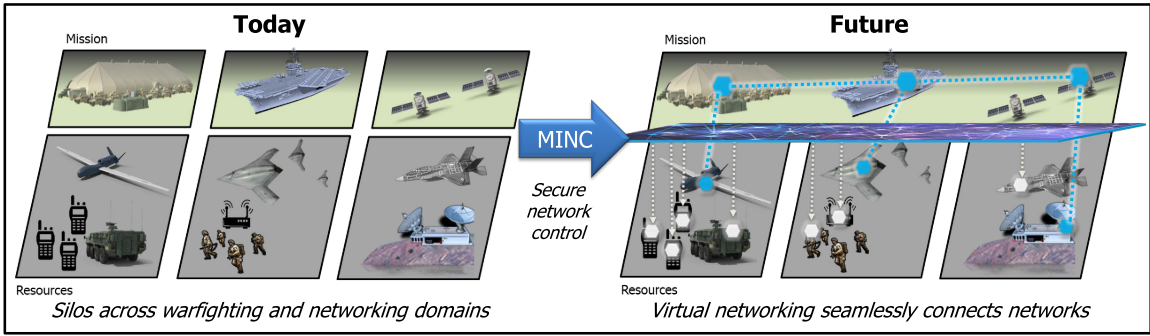 Today
Mission
Resources
Silos across warfighting and networking domains
MINC
Secure
network
control
Future
Mission
Resources
Virtual networking seamlessly connects networks